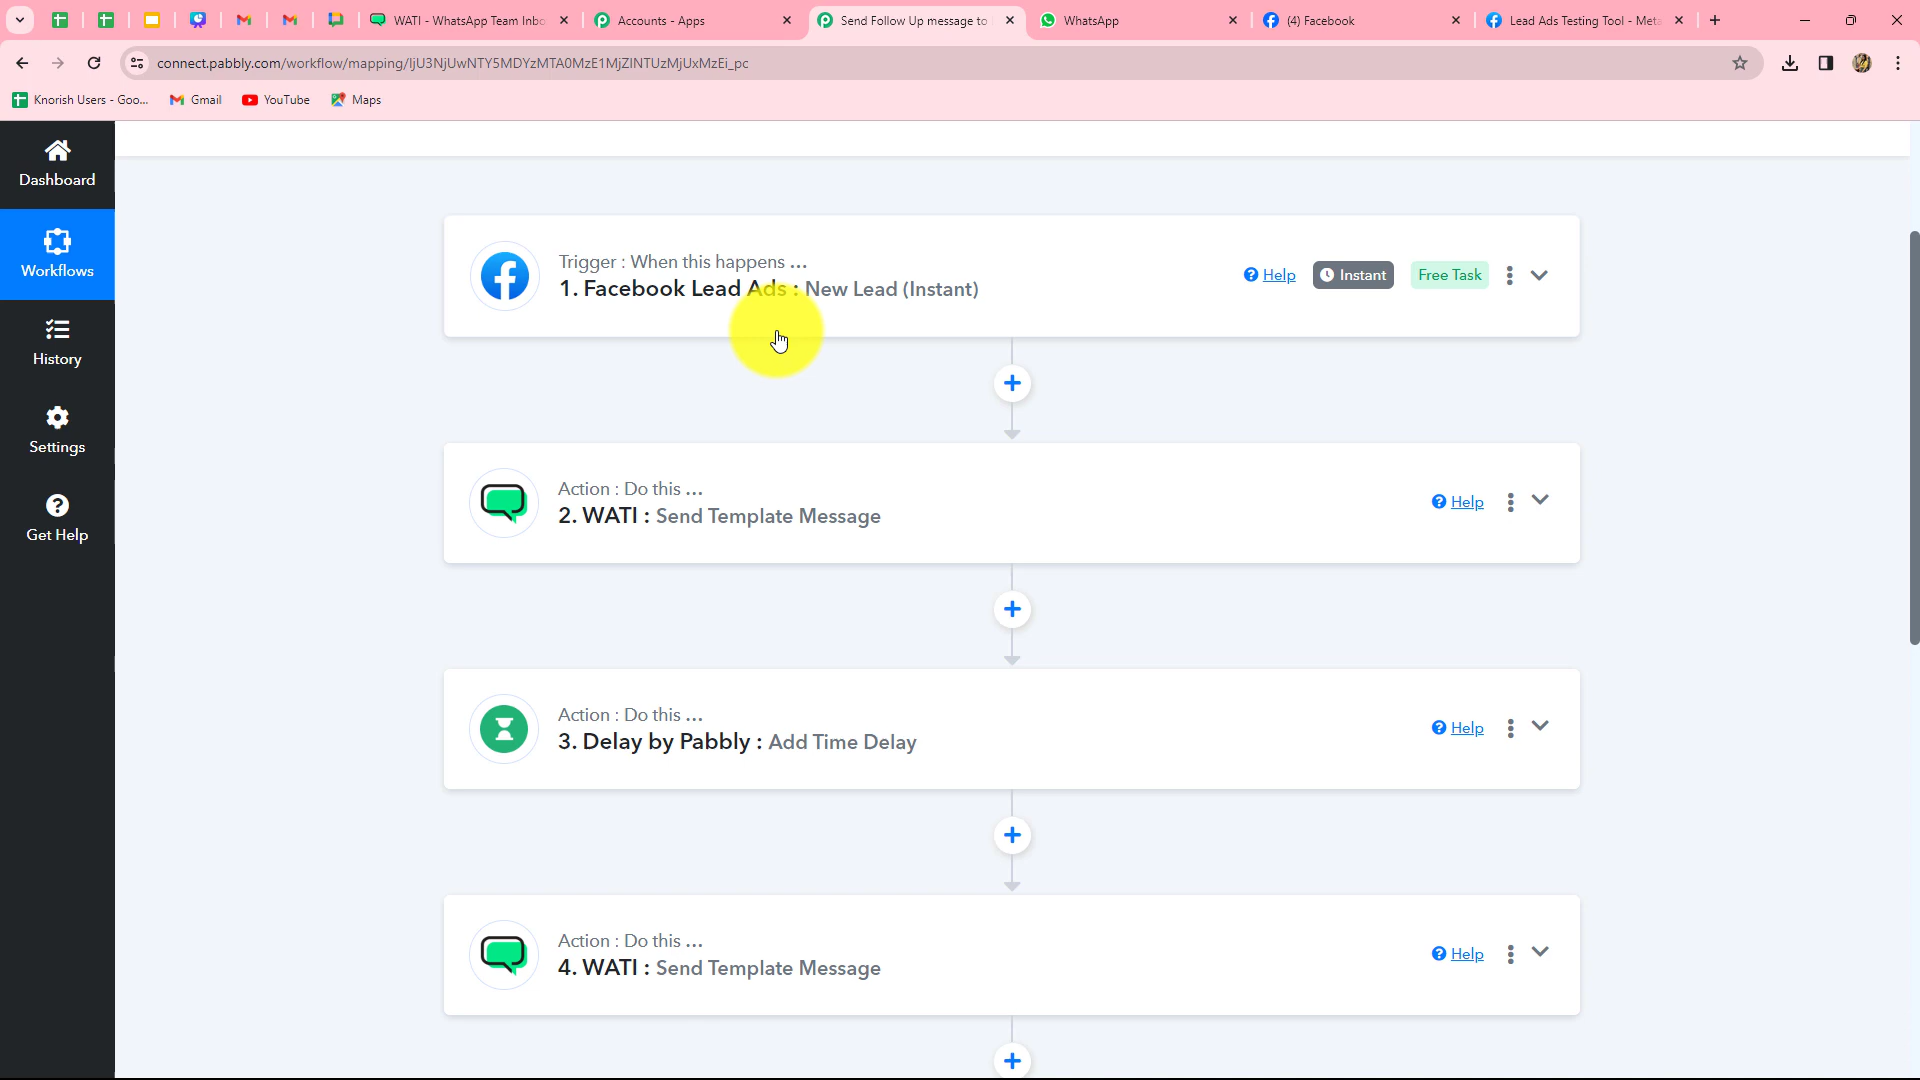 WATI - WhatsApp Team Inbo
Accounts - Apps
Send Follow Up message to
WhatsApp
(4) Facebook
Lead Ads Testing Tool - Meta
connect.pabbly.com/workflow/mapping/IjU3NjUwNTY5MDYzMTA0MzE1MjZlNTUzMjUxMzEi_pc
Knorish Users - Goo...
Gmail
YouTube
Maps
Dashboard
Workflows
History
Settings
Get Help
Trigger : When this happens ...
1. Facebook Lead Ads : New Lead (Instant)
Help
Instant
Free Task
Action : Do this ...
2. WATI : Send Template Message
Help
Action : Do this ...
3. Delay by Pabbly : Add Time Delay
Help
Action : Do this ...
4. WATI : Send Template Message
Help